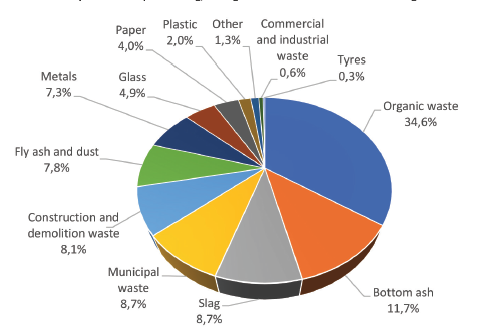 Plastic
2,0%
Other
1,3%
Commercial
and industrial
waste
0,6%
Tyres
0,3%
Organic waste
34,6%
Bottom ash
11,7%
Slag
8,7%
Municipal
waste
8,7%
Construction and
demolition waste
8,1%
Fly ash and dust
7,8%
Metals
7,3%
Glass
4,9%
Paper
4,0%